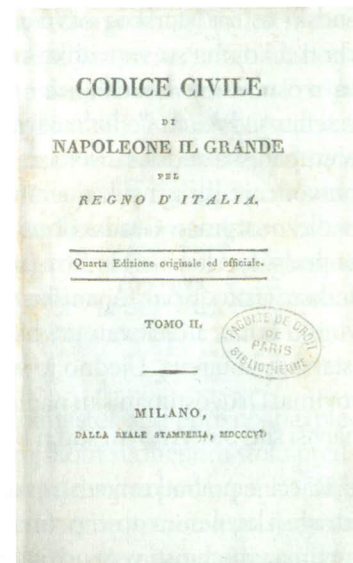 CODICE CIVILE
DI
NAPOLEONE IL GRANDE
PEL
REGNO D'ITALIA.
Quarta Edizione originale ed officiale.
TOMO II.
FACULTÉ DE DROIT
DE
PARIS
BIBLIOTHÈQUE
MILANO,
DALLA REALE STAMPERIA, MDCCCVI.